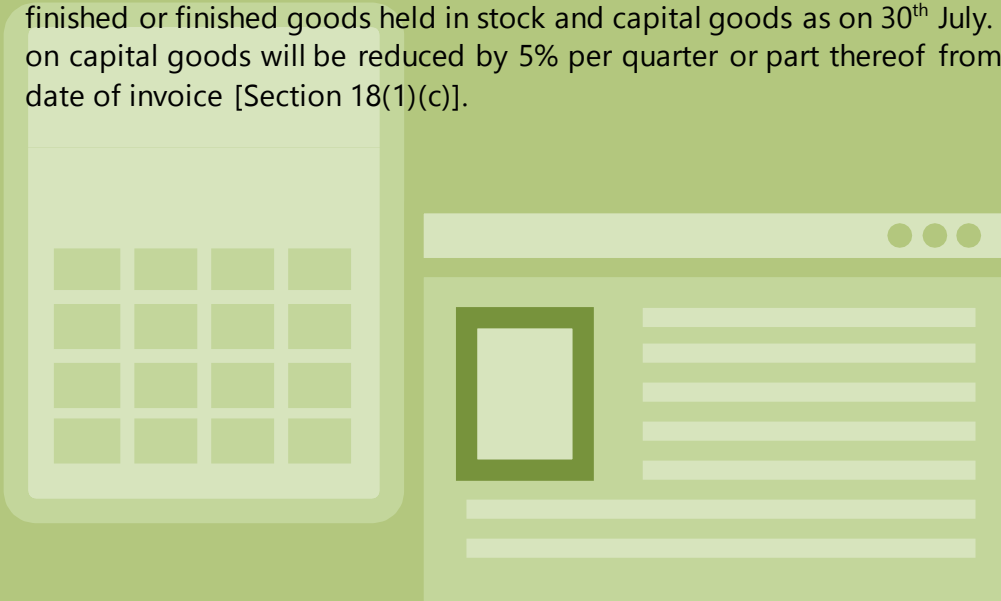 finished or finished goods held in stock and capital goods as on 30th July.
on capital goods will be reduced by 5% per quarter or part thereof from
date of invoice [Section 18(1)(c)].